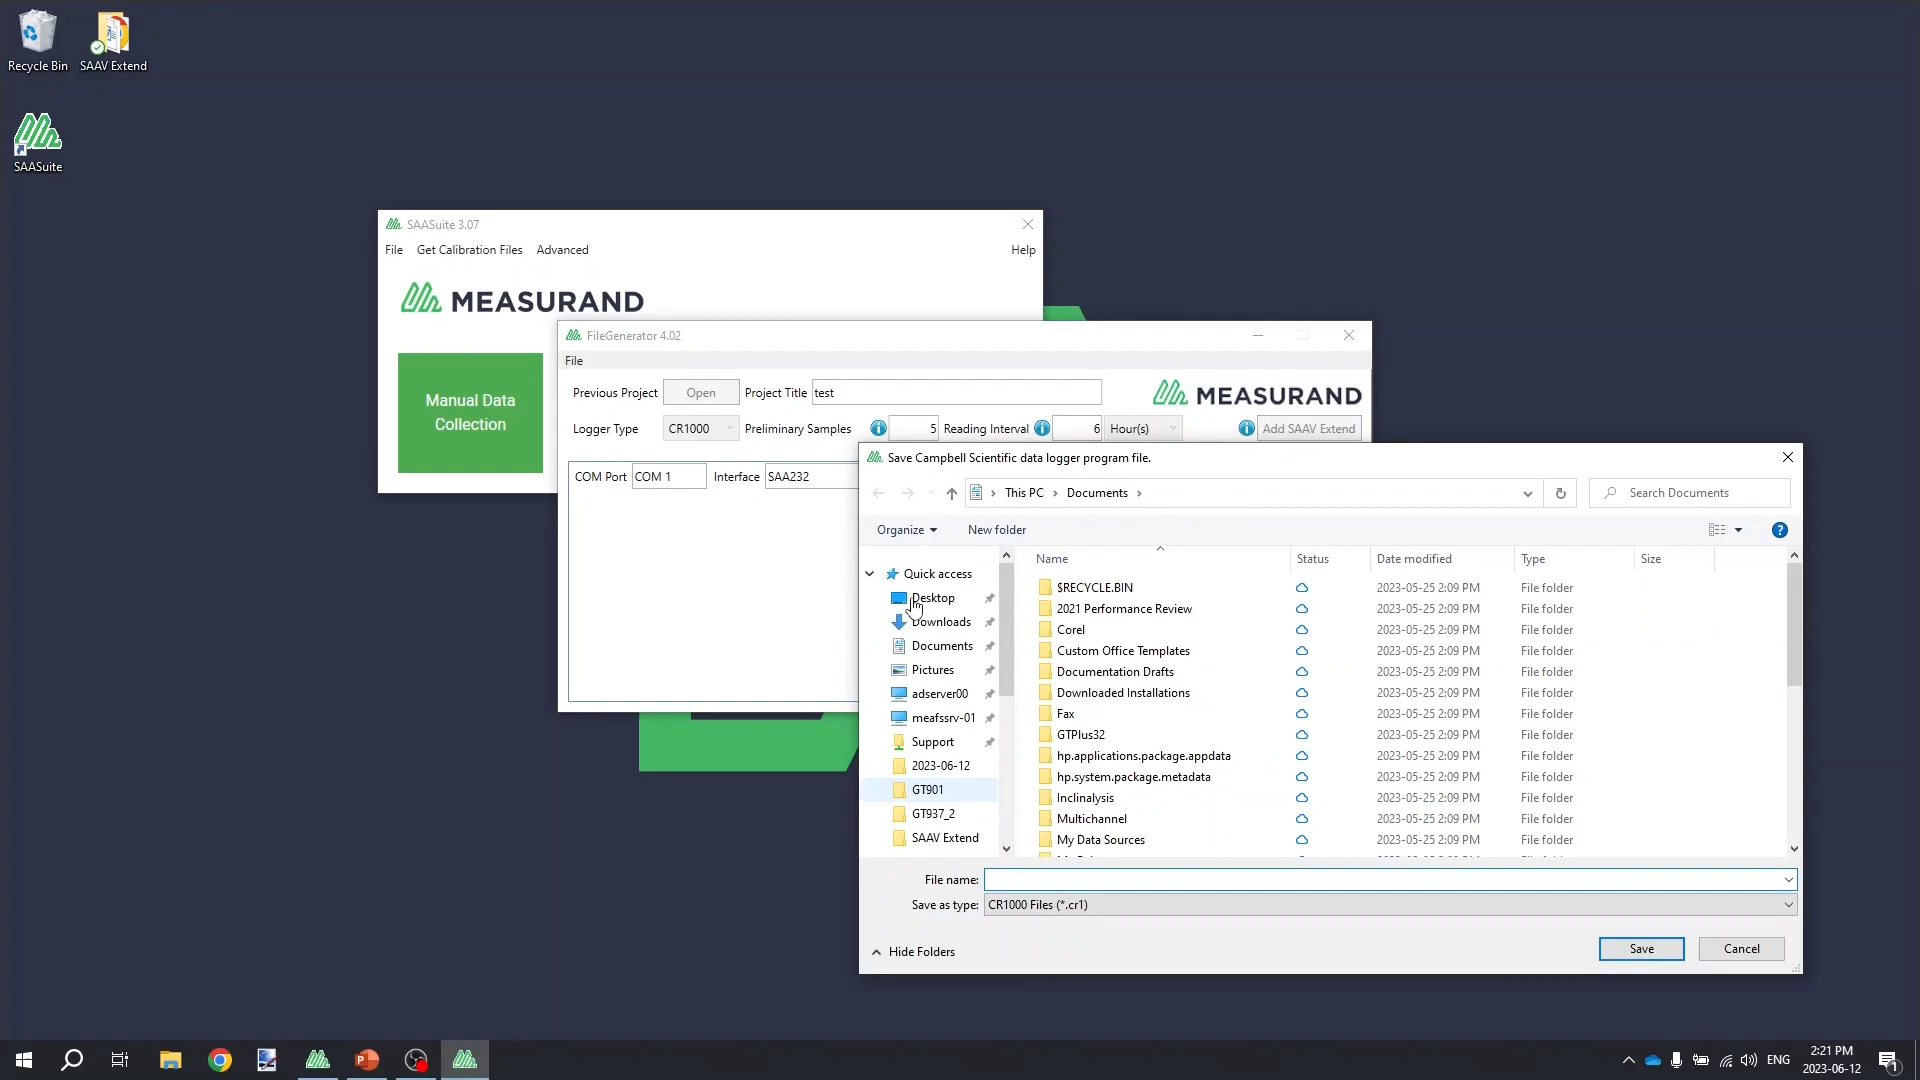 Recycle Bin
SAAV Extend
SAASuite
SAASuite 3.07
File Get Calibration Files Advanced Help
MEASURAND
Manual Data
Collection
FileGenerator 4.02
File
Previous Project Open Project Title test
MEASURAND
Logger Type CR1000 Preliminary Samples 5 Reading Interval 6 Hour(s) Add SAAV Extend
COM Port COM 1 Interface SAA232
Save Campbell Scientific data logger program file.
This PC Documents
Search Documents
Organize New folder
Name Status Date modified Type Size
Quick access
Desktop
Downloads
Documents
Pictures
adserver00
meafssrv-01
Support
2023-06-12
GT901
GT937_2
SAAV Extend
$RECYCLE.BIN 2023-05-25 2:09 PM File folder
2021 Performance Review 2023-05-25 2:09 PM File folder
Corel 2023-05-25 2:09 PM File folder
Custom Office Templates 2023-05-25 2:09 PM File folder
Documentation Drafts 2023-05-25 2:09 PM File folder
Downloaded Installations 2023-05-25 2:09 PM File folder
Fax 2023-05-25 2:09 PM File folder
GTPlus32 2023-05-25 2:09 PM File folder
hp.applications.package.appdata 2023-05-25 2:09 PM File folder
hp.system.package.metadata 2023-05-25 2:09 PM File folder
Inclinalysis 2023-05-25 2:09 PM File folder
Multichannel 2023-05-25 2:09 PM File folder
My Data Sources 2023-05-25 2:09 PM File folder
File name:
Save as type: CR1000 Files (*.cr1)
Hide Folders
Save Cancel
ENG
2:21 PM
2023-06-12
1